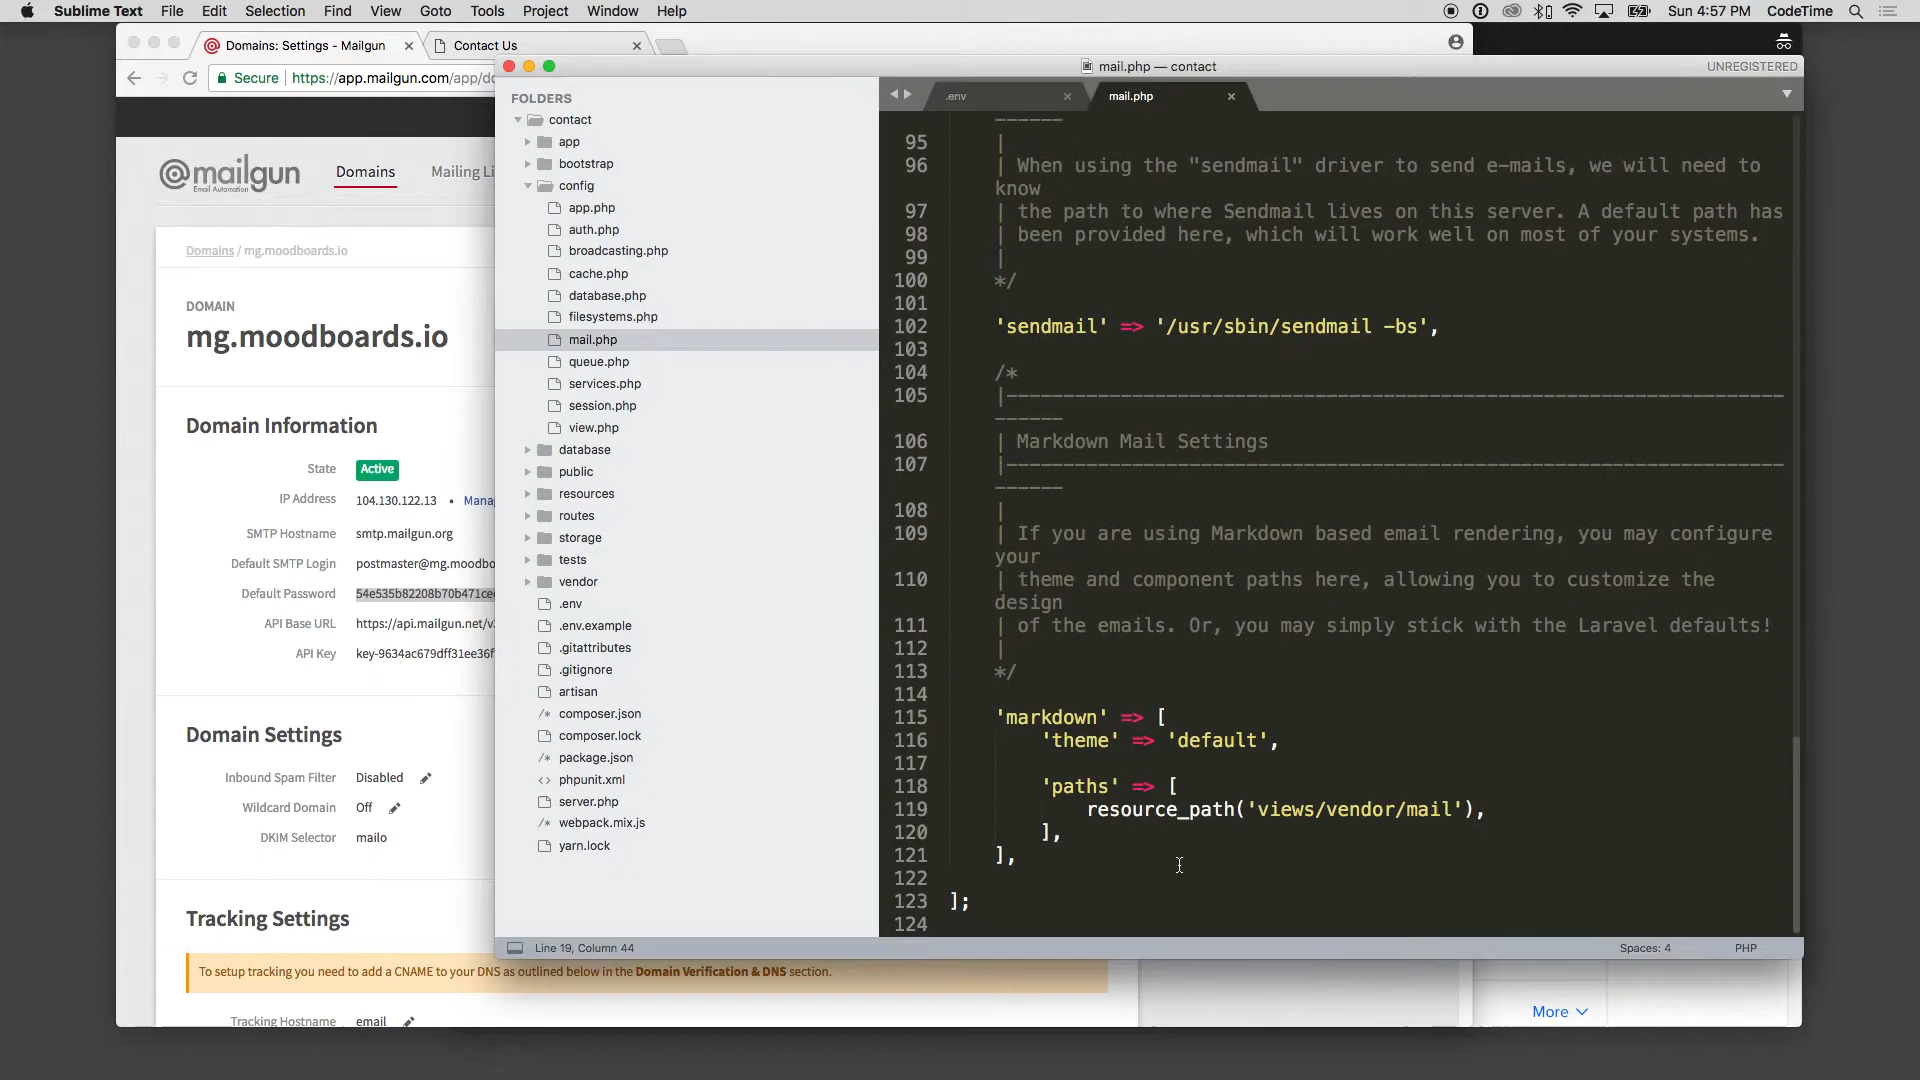 Sublime Text File Edit Selection Find View Goto Tools Project Window Help
Sun 4:57 PM CodeTime
Domains: Settings - Mailgun
Contact Us
Secure https://app.mailgun.com/app/do
mailgun
Email Automation
Domains
Mailing Li
Domains / mg.moodboards.io
DOMAIN
mg.moodboards.io
Domain Information
State Active
IP Address 104.130.122.13 • Mana
SMTP Hostname smtp.mailgun.org
Default SMTP Login postmaster@mg.moodbo
Default Password 54e535b82208b70b471ce
API Base URL https://api.mailgun.net/v
API Key key-9634ac679dff31ee36f
Domain Settings
Inbound Spam Filter Disabled
Wildcard Domain Off
DKIM Selector mailo
Tracking Settings
To setup tracking you need to add a CNAME to your DNS as outlined below in the Domain Verification & DNS section.
Tracking Hostname email
More
mail.php — contact
UNREGISTERED
FOLDERS
contact
app
bootstrap
config
app.php
auth.php
broadcasting.php
cache.php
database.php
filesystems.php
mail.php
queue.php
services.php
session.php
view.php
database
public
resources
routes
storage
tests
vendor
.env
.env.example
.gitattributes
.gitignore
artisan
/* composer.json
composer.lock
/* package.json
<> phpunit.xml
server.php
/* webpack.mix.js
yarn.lock
.env
mail.php
------
95 |
96 | When using the "sendmail" driver to send e-mails, we will need to
know
97 | the path to where Sendmail lives on this server. A default path has
98 | been provided here, which will work well on most of your systems.
99 |
100 */
101
102 'sendmail' => '/usr/sbin/sendmail -bs',
103
104 /*
105 |--------------------------------------------------------------------
------
106 | Markdown Mail Settings
107 |--------------------------------------------------------------------
------
108 |
109 | If you are using Markdown based email rendering, you may configure
your
110 | theme and component paths here, allowing you to customize the
design
111 | of the emails. Or, you may simply stick with the Laravel defaults!
112 |
113 */
114
115 'markdown' => [
116 'theme' => 'default',
117
118 'paths' => [
119 resource_path('views/vendor/mail'),
120 ],
121 ],
122
123 ];
124
Line 19, Column 44
Spaces: 4
PHP